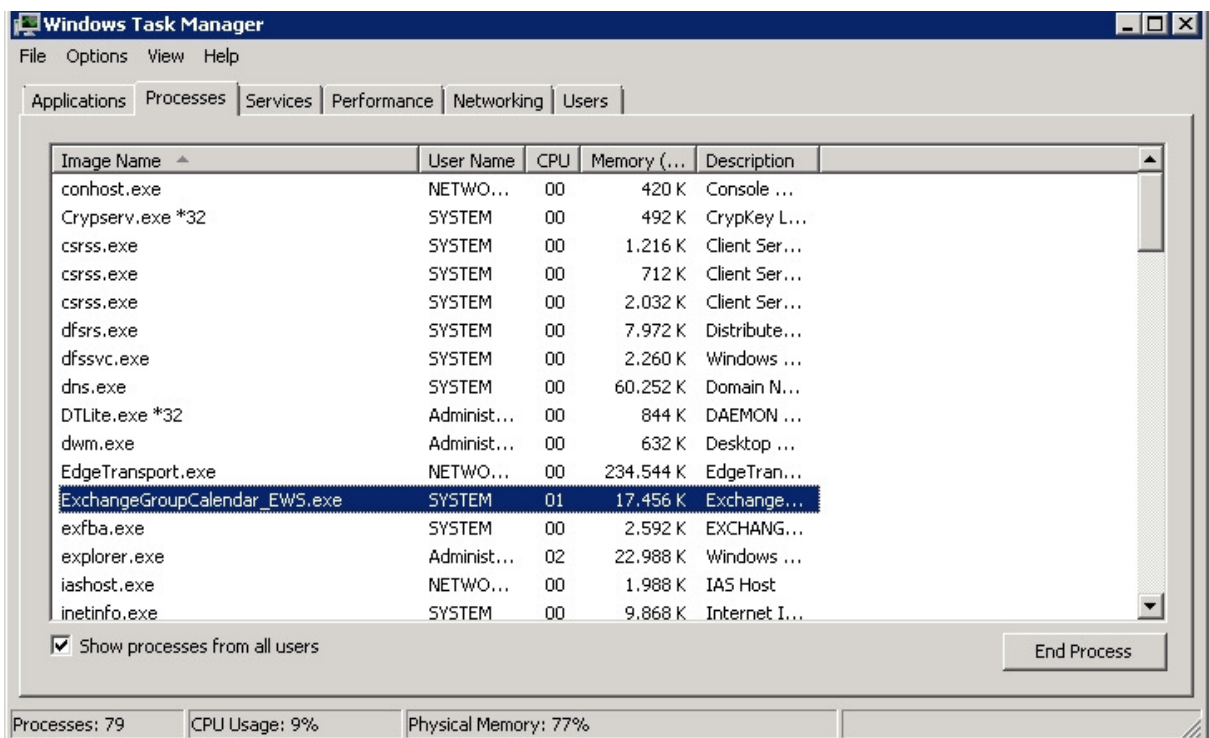 Windows Task Manager
File Options View Help
Applications Processes Services Performance Networking Users
Image Name User Name CPU Memory (... Description
conhost.exe NETWO... 00 420 K Console ...
Crypserv.exe *32 SYSTEM 00 492 K CrypKey L...
csrss.exe SYSTEM 00 1.216 K Client Ser...
csrss.exe SYSTEM 00 712 K Client Ser...
csrss.exe SYSTEM 00 2.032 K Client Ser...
dfsrs.exe SYSTEM 00 7.972 K Distribute...
dfssvc.exe SYSTEM 00 2.260 K Windows ...
dns.exe SYSTEM 00 60.252 K Domain N...
DTLite.exe *32 Administ... 00 844 K DAEMON ...
dwm.exe Administ... 00 632 K Desktop ...
EdgeTransport.exe NETWO... 00 234.544 K EdgeTran...
ExchangeGroupCalendar_EWS.exe SYSTEM 01 17.456 K Exchange...
exfba.exe SYSTEM 00 2.592 K EXCHANG...
explorer.exe Administ... 02 22.988 K Windows ...
iashost.exe NETWO... 00 1.988 K IAS Host
inetinfo.exe SYSTEM 00 9.868 K Internet I...
Show processes from all users End Process
Processes: 79 CPU Usage: 9% Physical Memory: 77%